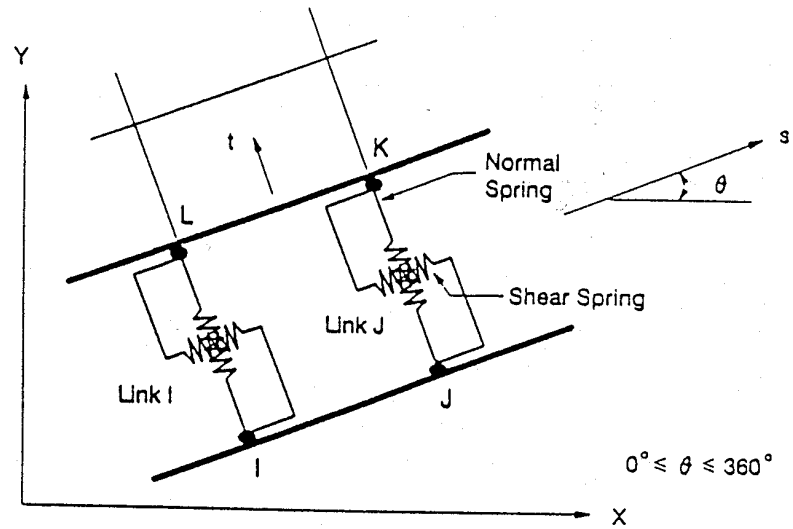 Y
t
K
Normal
Spring
s
θ
L
Shear Spring
Link J
Link I
J
I
0° ≤ θ ≤ 360°
X